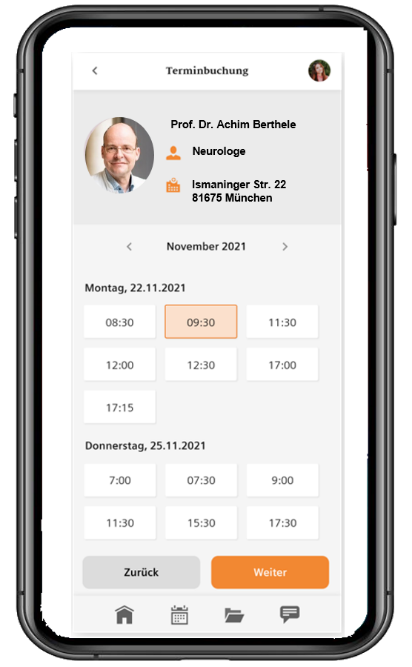 Terminbuchung
Prof. Dr. Achim Berthele
Neurologe
Ismaninger Str. 22
81675 München
November 2021
Montag, 22.11.2021
08:30 09:30 11:30
12:00 12:30 17:00
17:15
Donnerstag, 25.11.2021
7:00 07:30 9:00
11:30 15:30 17:30
Zurück Weiter